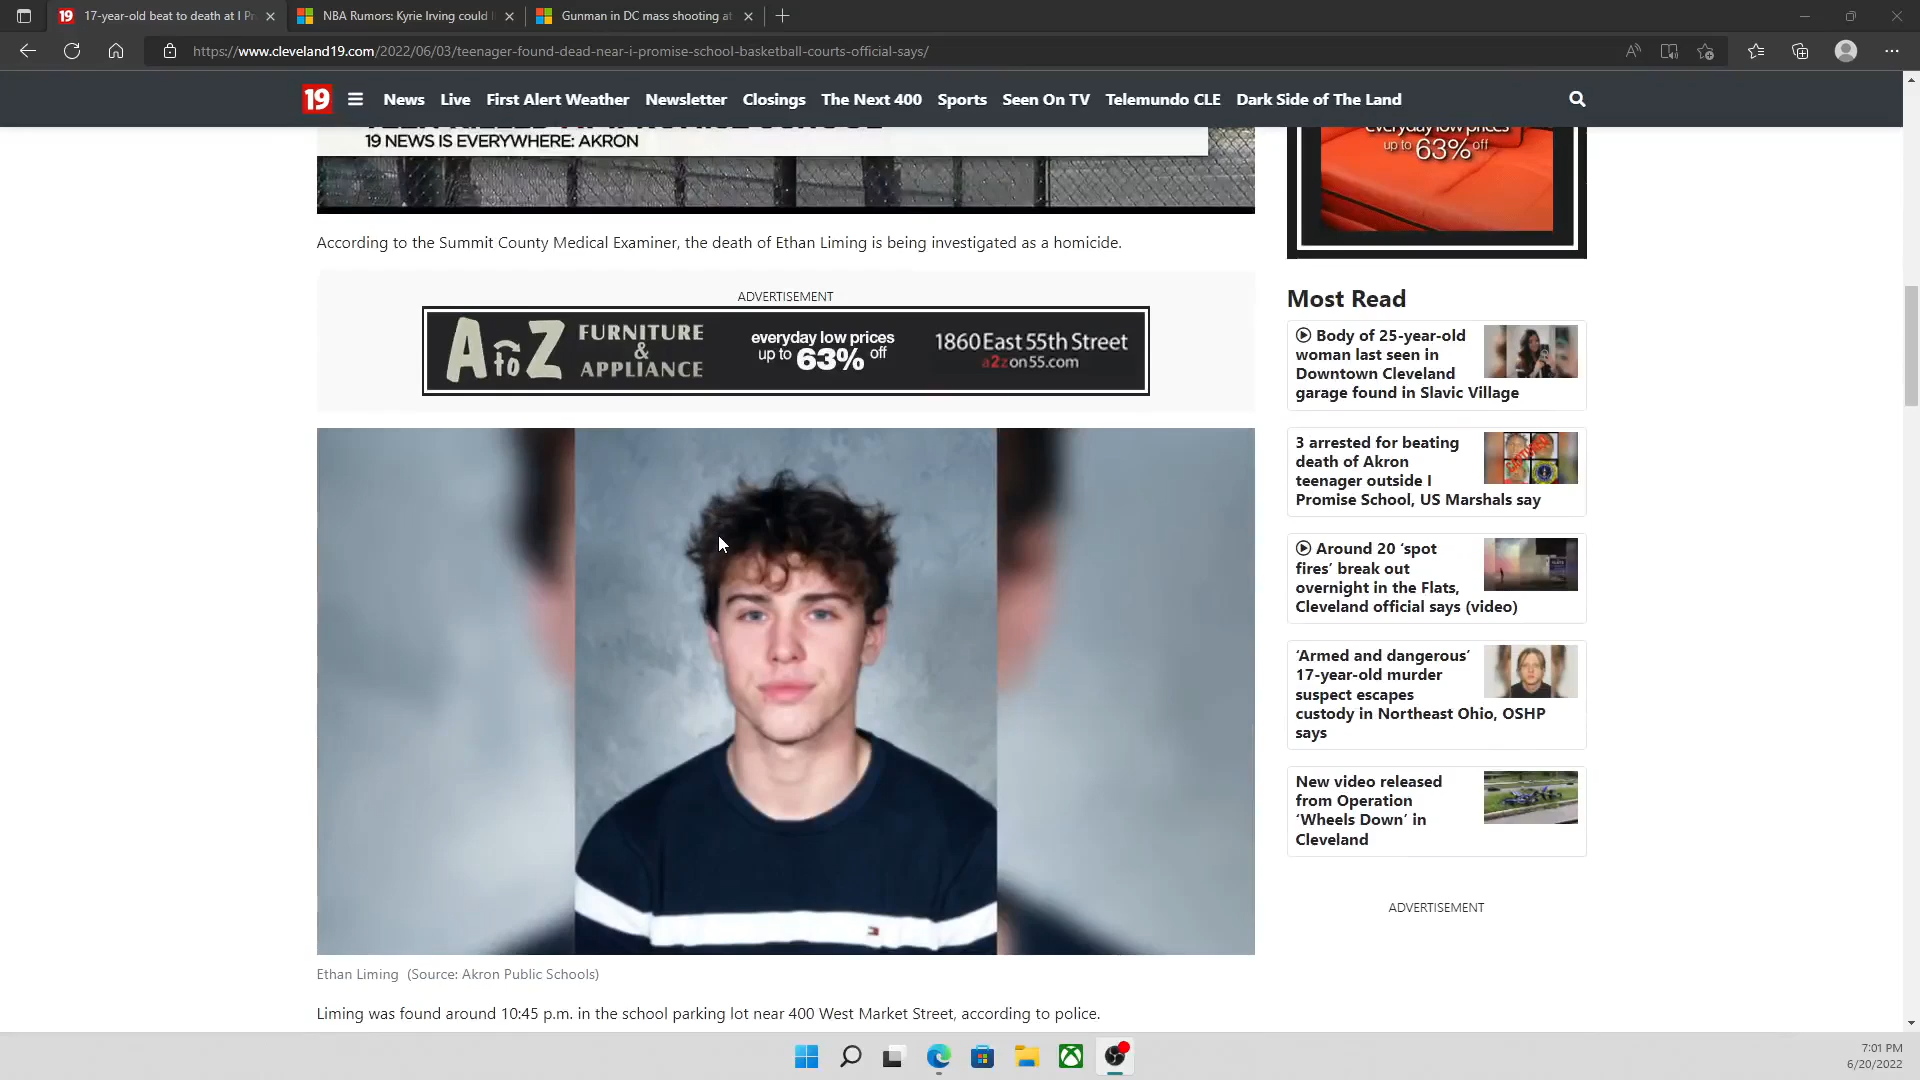 17-year-old beat to death at I Pr
NBA Rumors: Kyrie Irving could l
Gunman in DC mass shooting at
https://www.cleveland19.com/2022/06/03/teenager-found-dead-near-i-promise-school-basketball-courts-official-says/
19
News
Live
First Alert Weather
Newsletter
Closings
The Next 400
Sports
Seen On TV
Telemundo CLE
Dark Side of The Land
19 NEWS IS EVERYWHERE: AKRON
everyday low prices
up to 63% off
According to the Summit County Medical Examiner, the death of Ethan Liming is being investigated as a homicide.
ADVERTISEMENT
A to Z FURNITURE & APPLIANCE
everyday low prices
up to 63% off
1860 East 55th Street
a2zon55.com
Ethan Liming (Source: Akron Public Schools)
Liming was found around 10:45 p.m. in the school parking lot near 400 West Market Street, according to police.
Most Read
Body of 25-year-old
woman last seen in
Downtown Cleveland
garage found in Slavic Village
3 arrested for beating
death of Akron
teenager outside I
Promise School, US Marshals say
Around 20 ‘spot
fires’ break out
overnight in the Flats,
Cleveland official says (video)
‘Armed and dangerous’
17-year-old murder
suspect escapes
custody in Northeast Ohio, OSHP
says
New video released
from Operation
‘Wheels Down’ in
Cleveland
ADVERTISEMENT
7:01 PM
6/20/2022